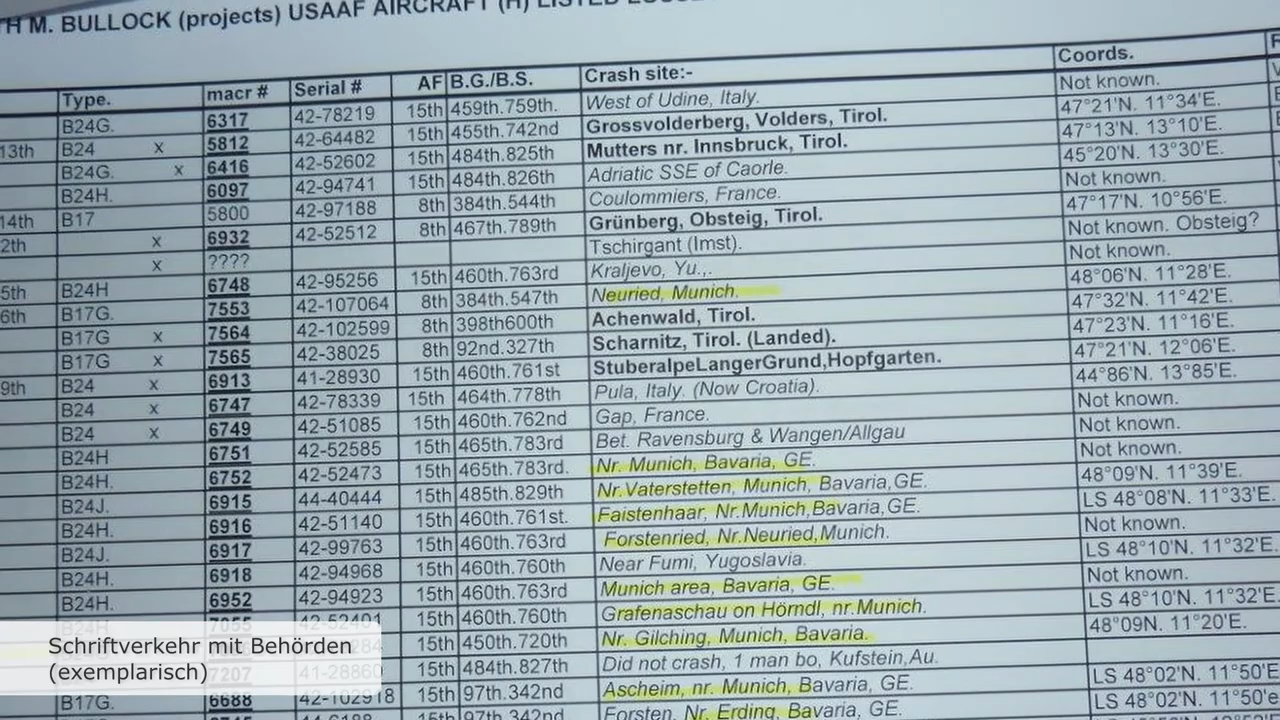 TH M. BULLOCK (projects) USAAF AIRCRAFT (H) LISTED
Type. macr # Serial # AF B.G./B.S. Crash site:- Coords.
B24G. 6317 42-78219 15th 459th.759th. West of Udine, Italy. Not known.
13th B24 x 5812 42-64482 15th 455th.742nd Grossvolderberg, Volders, Tirol. 47°21'N. 11°34'E.
B24G. x 6416 42-52602 15th 484th.825th Mutters nr. Innsbruck, Tirol. 47°13'N. 13°10'E.
B24H. 6097 42-94741 15th 484th.826th Adriatic SSE of Caorle. 45°20'N. 13°30'E.
14th B17 5800 42-97188 8th 384th.544th Coulommiers, France. Not known.
2th x 6932 42-52512 8th 467th.789th Grünberg, Obsteig, Tirol. 47°17'N. 10°56'E.
x ???? Tschirgant (Imst). Not known. Obsteig?
5th B24H 6748 42-95256 15th 460th.763rd Kraljevo, Yu.,. Not known.
6th B17G. 7553 42-107064 8th 384th.547th Neuried, Munich. 48°06'N. 11°28'E.
B17G x 7564 42-102599 8th 398th600th Achenwald, Tirol. 47°32'N. 11°42'E.
B17G x 7565 42-38025 8th 92nd.327th Scharnitz, Tirol. (Landed). 47°23'N. 11°16'E.
9th B24 x 6913 41-28930 15th 460th.761st StuberalpeLangerGrund,Hopfgarten. 47°21'N. 12°06'E.
B24 x 6747 42-78339 15th 464th.778th Pula, Italy. (Now Croatia). 44°86'N. 13°85'E.
B24 x 6749 42-51085 15th 460th.762nd Gap, France. Not known.
B24H 6751 42-52585 15th 465th.783rd Bet. Ravensburg & Wangen/Allgau Not known.
B24H. 6752 42-52473 15th 465th.783rd. Nr. Munich, Bavaria, GE. Not known.
B24J. 6915 44-40444 15th 485th.829th Nr.Vaterstetten, Munich, Bavaria,GE. 48°09'N. 11°39'E.
B24H. 6916 42-51140 15th 460th.761st. Faistenhaar, Nr.Munich,Bavaria,GE. LS 48°08'N. 11°33'E.
B24J. 6917 42-99763 15th 460th.763rd Forstenried, Nr.Neuried,Munich. Not known.
B24H. 6918 42-94968 15th 460th.760th Near Fumi, Yugoslavia. LS 48°10'N. 11°32'E.
B24H. 6952 42-94923 15th 460th.763rd Munich area, Bavaria, GE. Not known.
B24H 7055 42-52401 15th 460th.760th Grafenaschau on Hörndl, nr.Munich. LS 48°10'N. 11°32'E.
15th 450th.720th Nr. Gilching, Munich, Bavaria. 48°09N. 11°20'E.
7207 41-28860 15th 484th.827th Did not crash, 1 man bo, Kufstein,Au.
B17G. 6688 42-102918 15th 97th.342nd Ascheim, nr. Munich, Bavaria, GE. LS 48°02'N. 11°50'E
15th 97th.342nd Forsten, Nr. Erding, Bavaria, GE. LS 48°02'N. 11°50'e
Schriftverkehr mit Behörden
(exemplarisch)